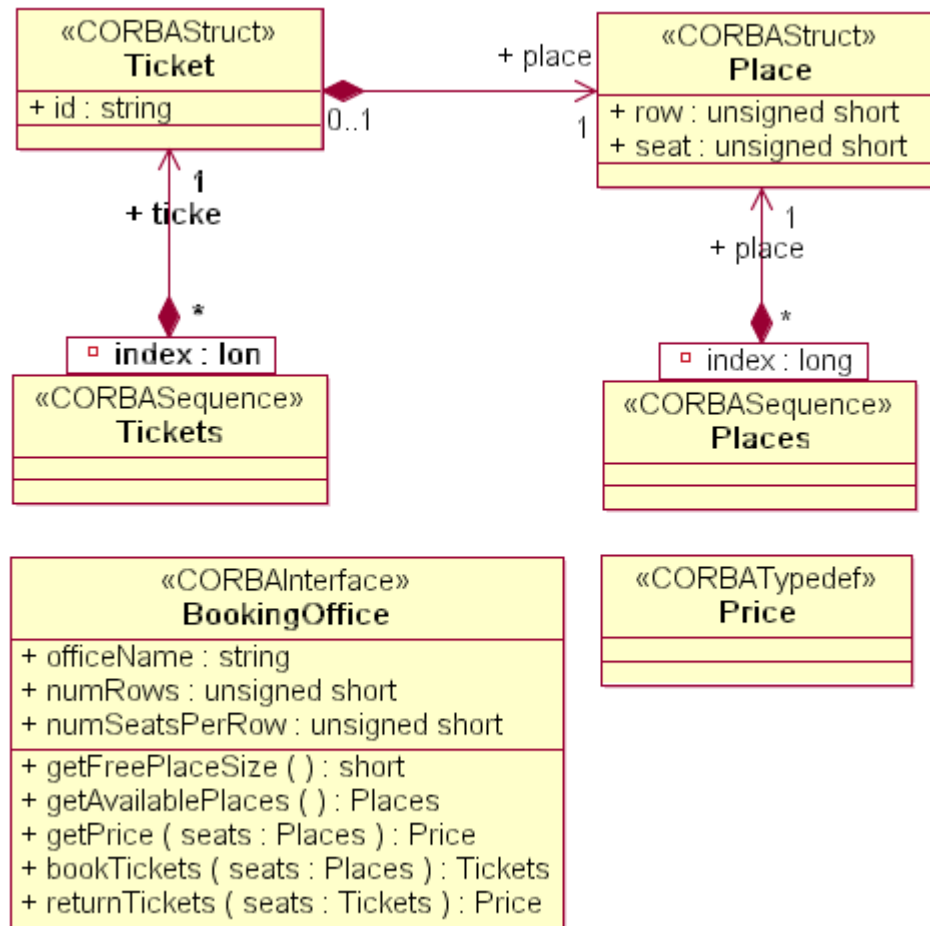 «CORBAStruct»
Ticket
+ id : string
+ place
0..1
1
«CORBAStruct»
Place
+ row : unsigned short
+ seat : unsigned short
1
+ ticke
*
index : lon
«CORBASequence»
Tickets
1
+ place
*
index : long
«CORBASequence»
Places
«CORBAInterface»
BookingOffice
+ officeName : string
+ numRows : unsigned short
+ numSeatsPerRow : unsigned short
+ getFreePlaceSize ( ) : short
+ getAvailablePlaces ( ) : Places
+ getPrice ( seats : Places ) : Price
+ bookTickets ( seats : Places ) : Tickets
+ returnTickets ( seats : Tickets ) : Price
«CORBATypedef»
Price